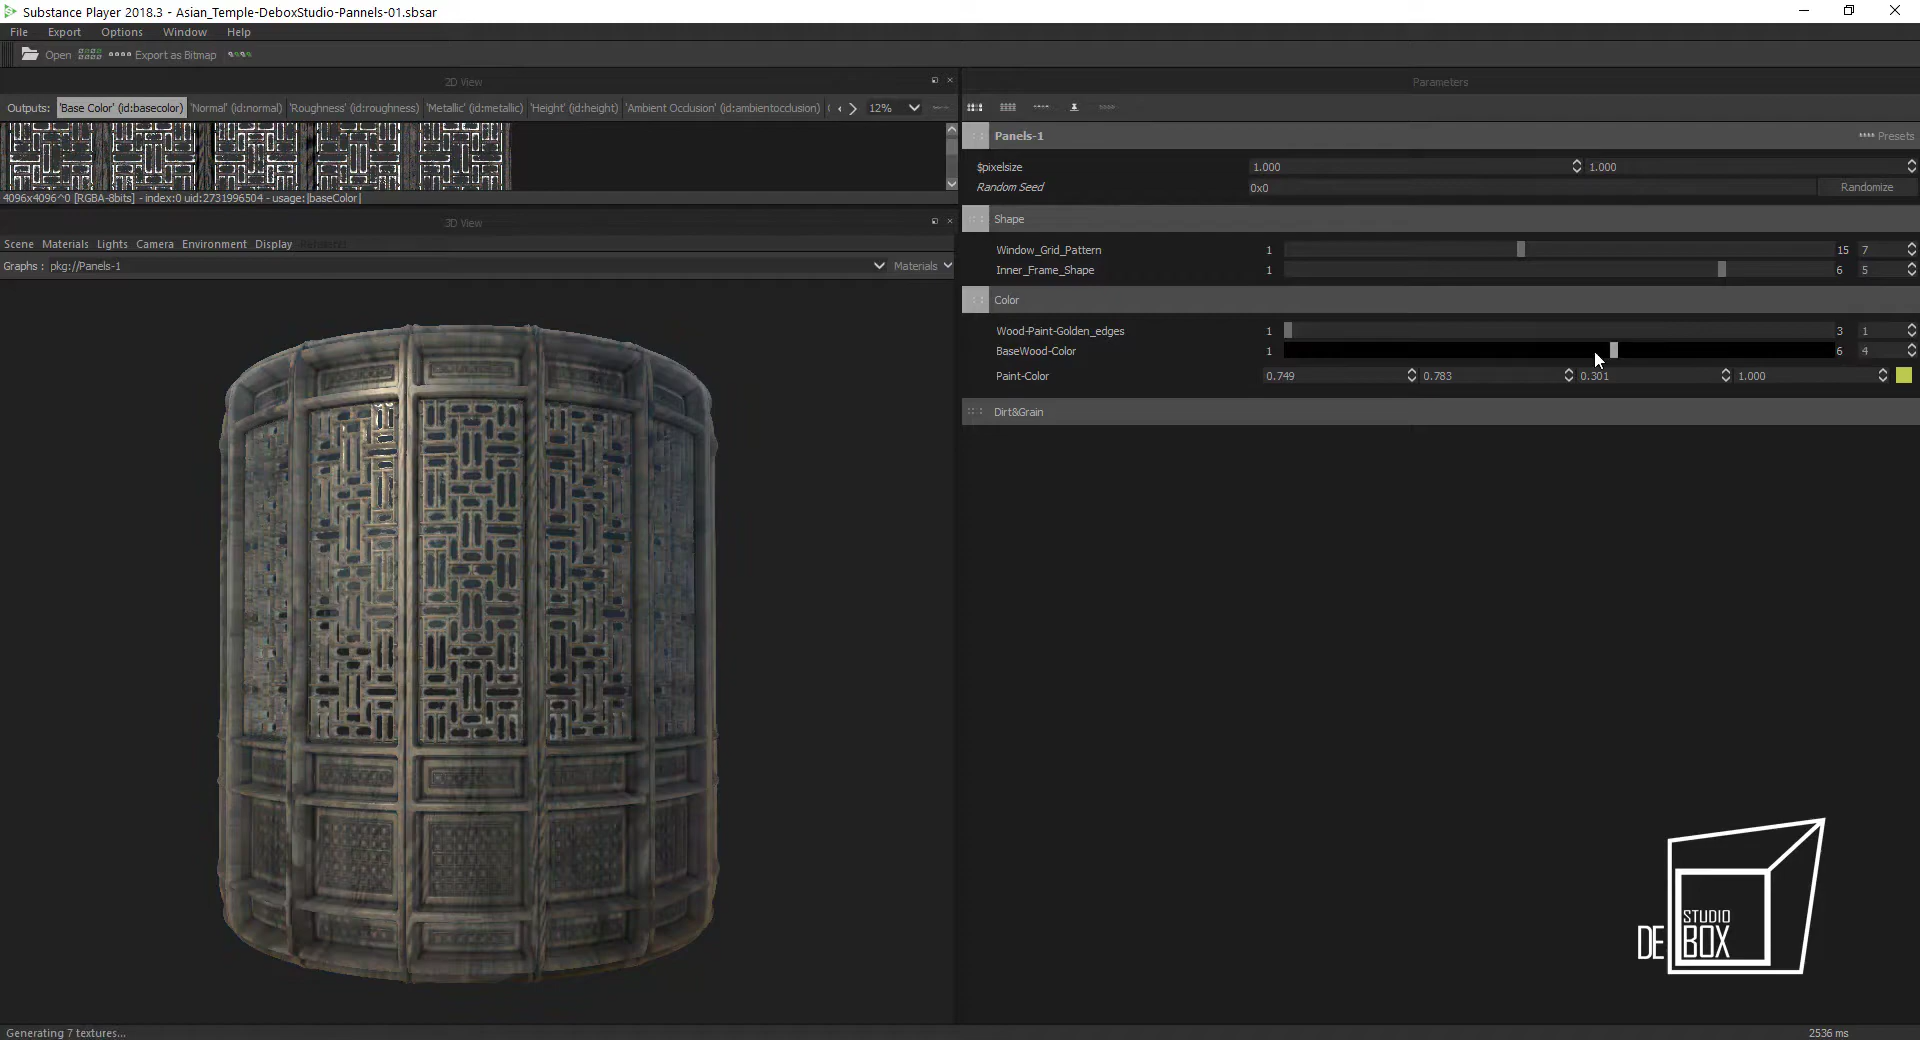 Substance Player 2018.3 - Asian_Temple-DeboxStudio-Pannels-01.sbsar
File Export Options Window Help
Open Export as Bitmap
2D View
Parameters
Outputs: 'Base Color' (id:basecolor) 'Normal' (id:normal) 'Roughness' (id:roughness) 'Metallic' (id:metallic) 'Height' (id:height) 'Ambient Occlusion' (id:ambientocclusion) 12%
Panels-1 Presets
$pixelsize 1.000 1.000
Random Seed 0x0 Randomize
4096x4096^0 [RGBA-8bits] - index:0 uid:2731996504 - usage:|baseColor|
Shape
3D View
Scene Materials Lights Camera Environment Display
Window_Grid_Pattern 1 15 7
Graphs : pkg://Panels-1 Materials
Inner_Frame_Shape 1 6 5
Color
Wood-Paint-Golden_edges 1 3 1
BaseWood-Color 1 6 4
Paint-Color 0.749 0.783 0.301 1.000
Dirt&Grain
STUDIO
DEBOX
Generating 7 textures... 2536 ms